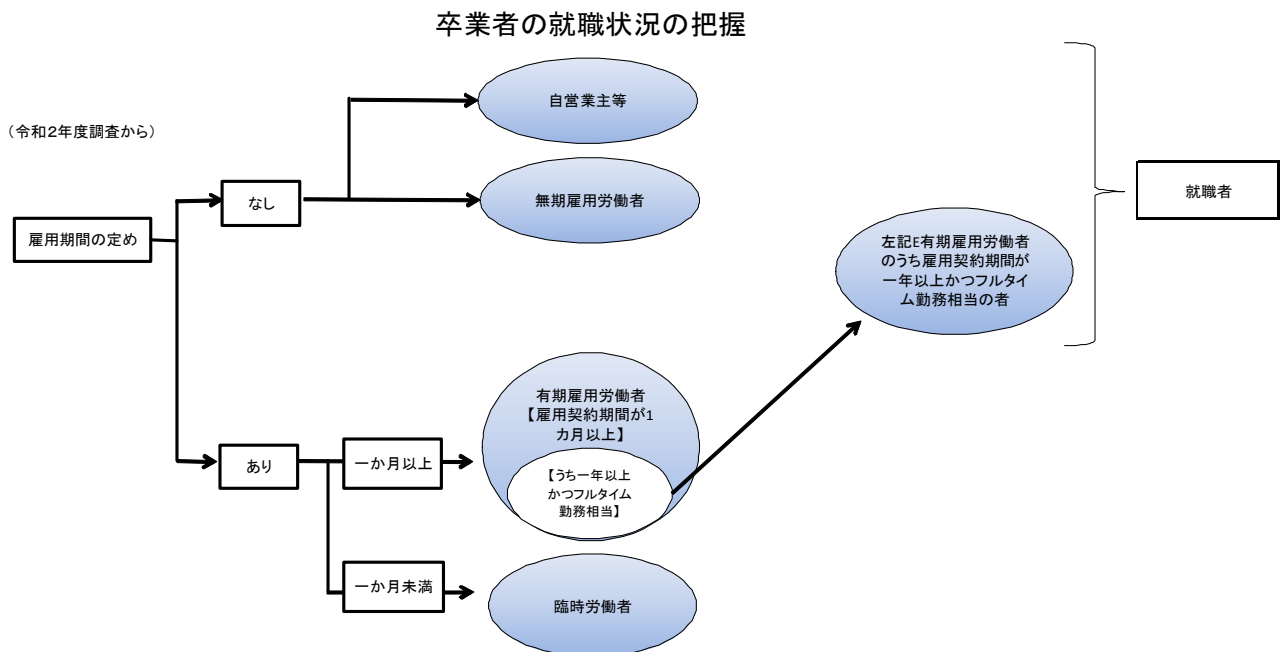 卒業者の就職状況の把握
自営業主等
(令和2年度調査から)
なし
無期雇用労働者
就職者
雇用期間の定め
左記E有期雇用労働者
のうち雇用契約期間が
一年以上かつフルタイ
ム勤務相当の者
有期雇用労働者
【雇用契約期間が1
カ月以上】
あり
一か月以上
【うち一年以上
かつフルタイム
勤務相当】
一か月未満
臨時労働者